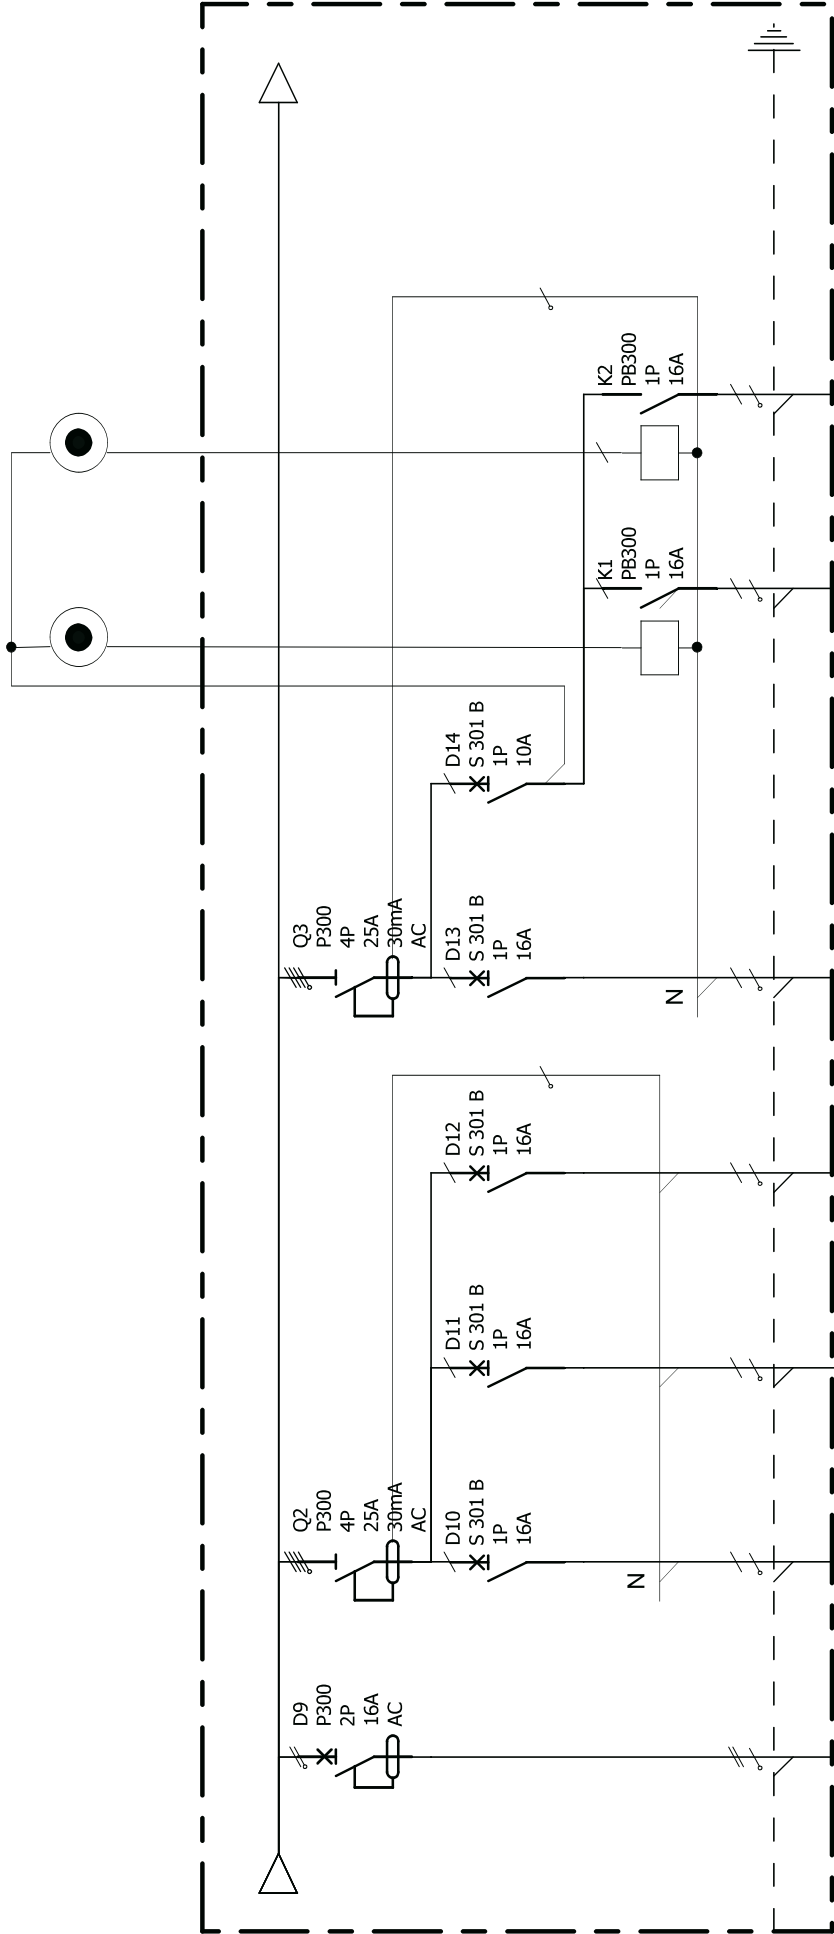 D9
P300
2P
16A
AC
Q2
P300
4P
25A
30mA
AC
D10
S 301 B
1P
16A
N
D11
S 301 B
1P
16A
D12
S 301 B
1P
16A
Q3
P300
4P
25A
30mA
AC
D13
S 301 B
1P
16A
N
D14
S 301 B
1P
10A
K1
PB300
1P
16A
K2
PB300
1P
16A